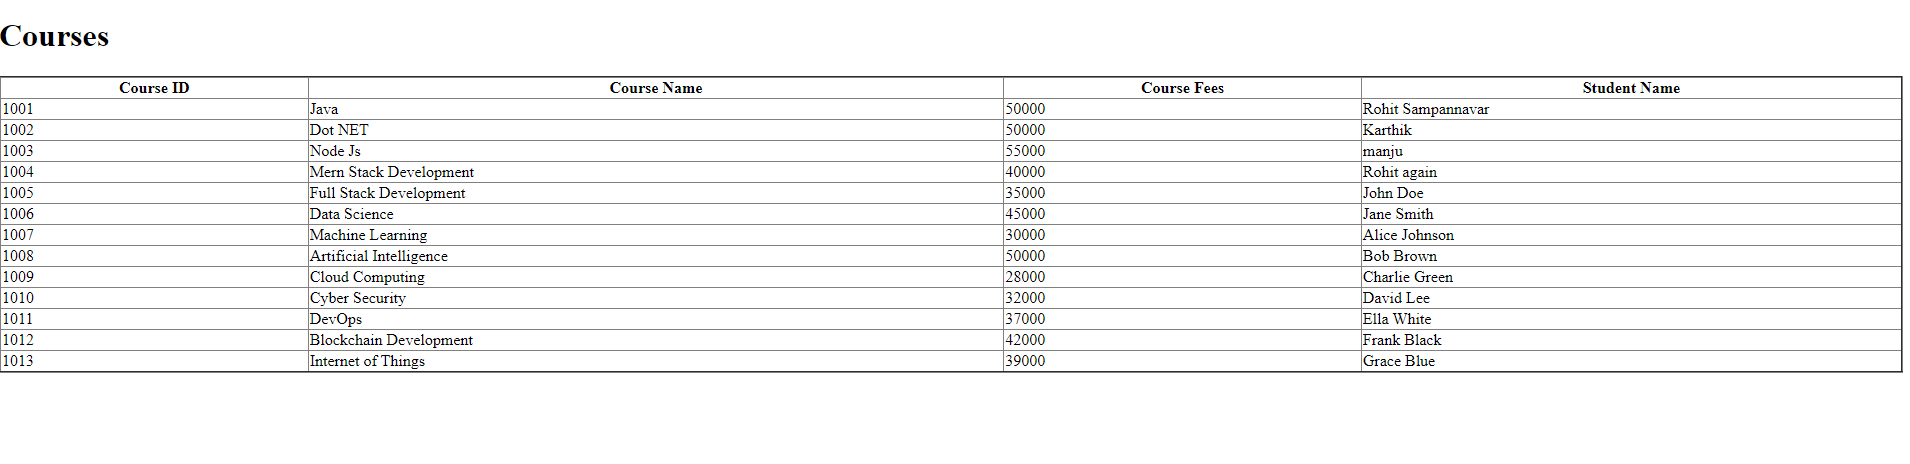 Courses
Course ID Course Name Course Fees Student Name
1001 Java 50000 Rohit Sampannavar
1002 Dot NET 50000 Karthik
1003 Node Js 55000 manju
1004 Mern Stack Development 40000 Rohit again
1005 Full Stack Development 35000 John Doe
1006 Data Science 45000 Jane Smith
1007 Machine Learning 30000 Alice Johnson
1008 Artificial Intelligence 50000 Bob Brown
1009 Cloud Computing 28000 Charlie Green
1010 Cyber Security 32000 David Lee
1011 DevOps 37000 Ella White
1012 Blockchain Development 42000 Frank Black
1013 Internet of Things 39000 Grace Blue